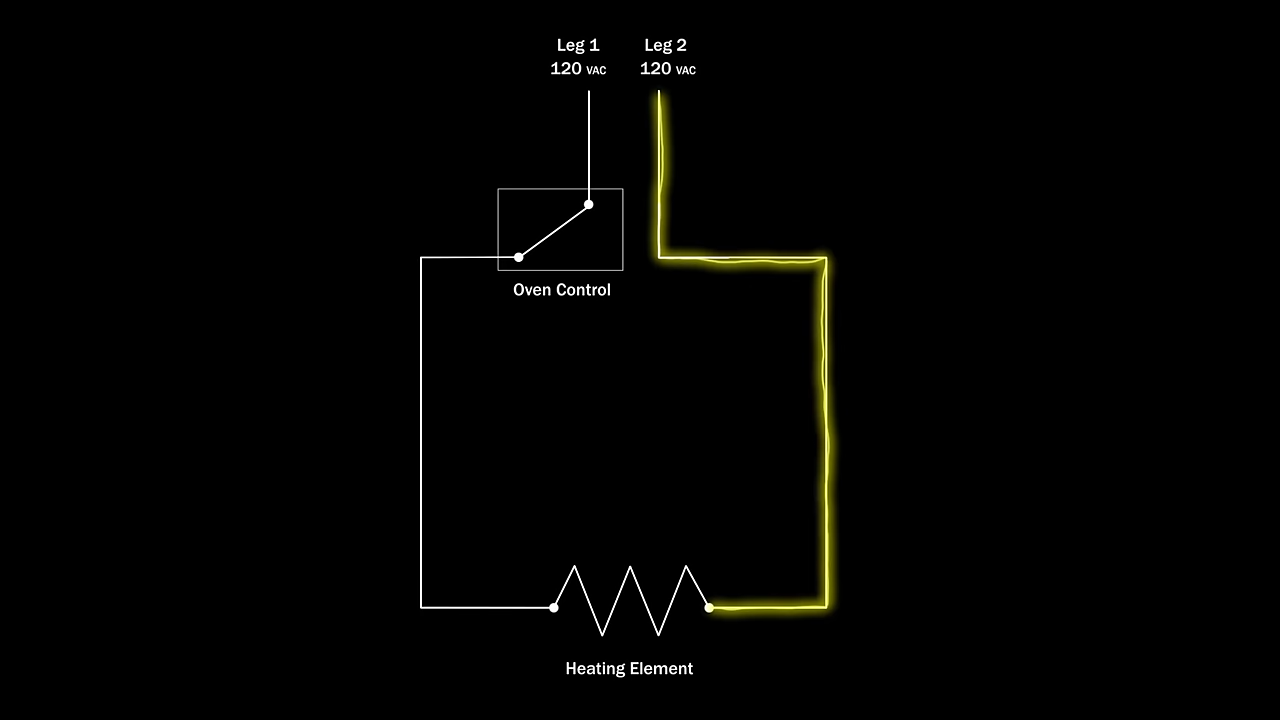 Leg 1
120 VAC
Leg 2
120 VAC
Oven Control
Heating Element